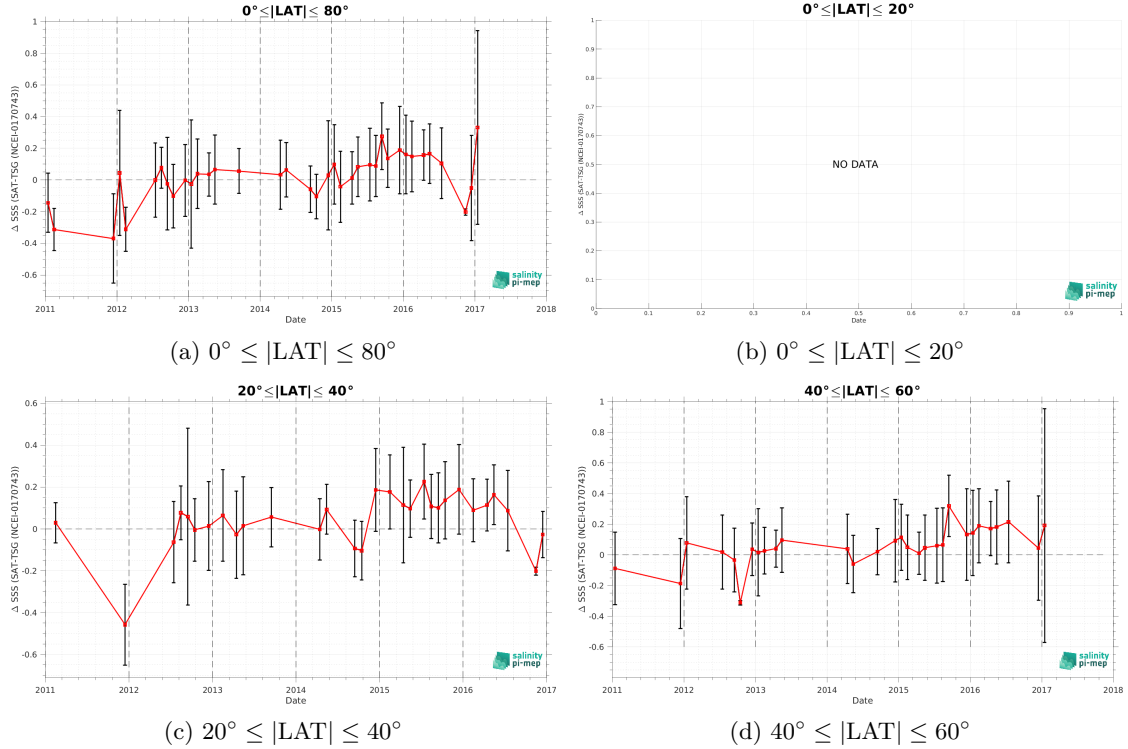 0°≤|LAT|≤ 80°
Δ SSS (SAT-TSG (NCEI-0170743))
1
0.8
0.6
0.4
0.2
0
-0.2
-0.4
-0.6
2011 2012 2013 2014 2015 2016 2017 2018
Date
salinity
pi-mep
(a) 0° ≤ |LAT| ≤ 80°
0°≤|LAT|≤ 20°
Δ SSS (SAT-TSG (NCEI-0170743))
1
0.9
0.8
0.7
0.6
0.5
0.4
0.3
0.2
0.1
0
NO DATA
0 0.1 0.2 0.3 0.4 0.5 0.6 0.7 0.8 0.9 1
Date
salinity
pi-mep
(b) 0° ≤ |LAT| ≤ 20°
20°≤|LAT|≤ 40°
Δ SSS (SAT-TSG (NCEI-0170743))
0.6
0.4
0.2
0
-0.2
-0.4
-0.6
2011 2012 2013 2014 2015 2016 2017
Date
salinity
pi-mep
(c) 20° ≤ |LAT| ≤ 40°
40°≤|LAT|≤ 60°
Δ SSS (SAT-TSG (NCEI-0170743))
1
0.8
0.6
0.4
0.2
0
-0.2
-0.4
-0.6
2011 2012 2013 2014 2015 2016 2017 2018
Date
salinity
pi-mep
(d) 40° ≤ |LAT| ≤ 60°